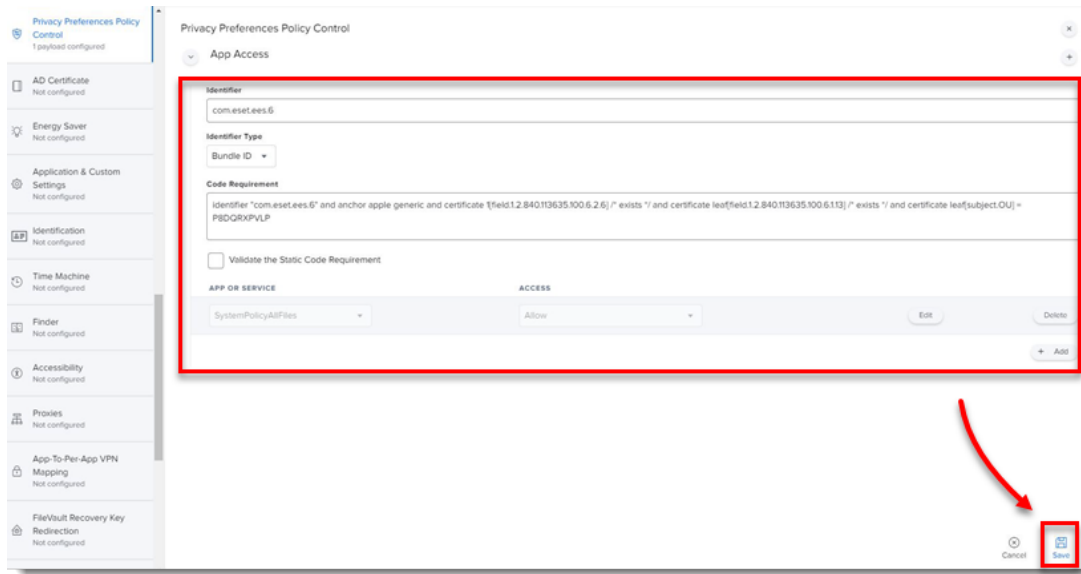 Privacy Preferences Policy
Control
1 payload configured
AD Certificate
Not configured
Energy Saver
Not configured
Application & Custom
Settings
Not configured
Identification
Not configured
Time Machine
Not configured
Finder
Not configured
Accessibility
Not configured
Proxies
Not configured
App-To-Per-App VPN
Mapping
Not configured
FileVault Recovery Key
Redirection
Not configured
Privacy Preferences Policy Control
App Access
Identifier
com.eset.ees.6
Identifier Type
Bundle ID
Code Requirement
identifier "com.eset.ees.6" and anchor apple generic and certificate 1[field.1.2.840.113635.100.6.2.6] /* exists */ and certificate leaf[field.1.2.840.113635.100.6.1.13] /* exists */ and certificate leaf[subject.OU] =
P8DQRXPVLP
Validate the Static Code Requirement
APP OR SERVICE ACCESS
SystemPolicyAllFiles Allow Edit Delete
+ Add
Cancel Save